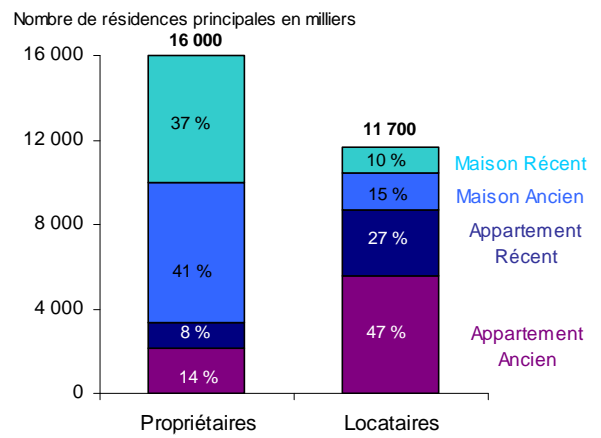 Nombre de résidences principales en milliers
16 000
16 000
37 %
12 000
11 700
10 %
Maison Récent
15 %
Maison Ancien
8 000
27 %
Appartement
Récent
41 %
4 000
8 %
47 %
Appartement
Ancien
14 %
0
Propriétaires
Locataires